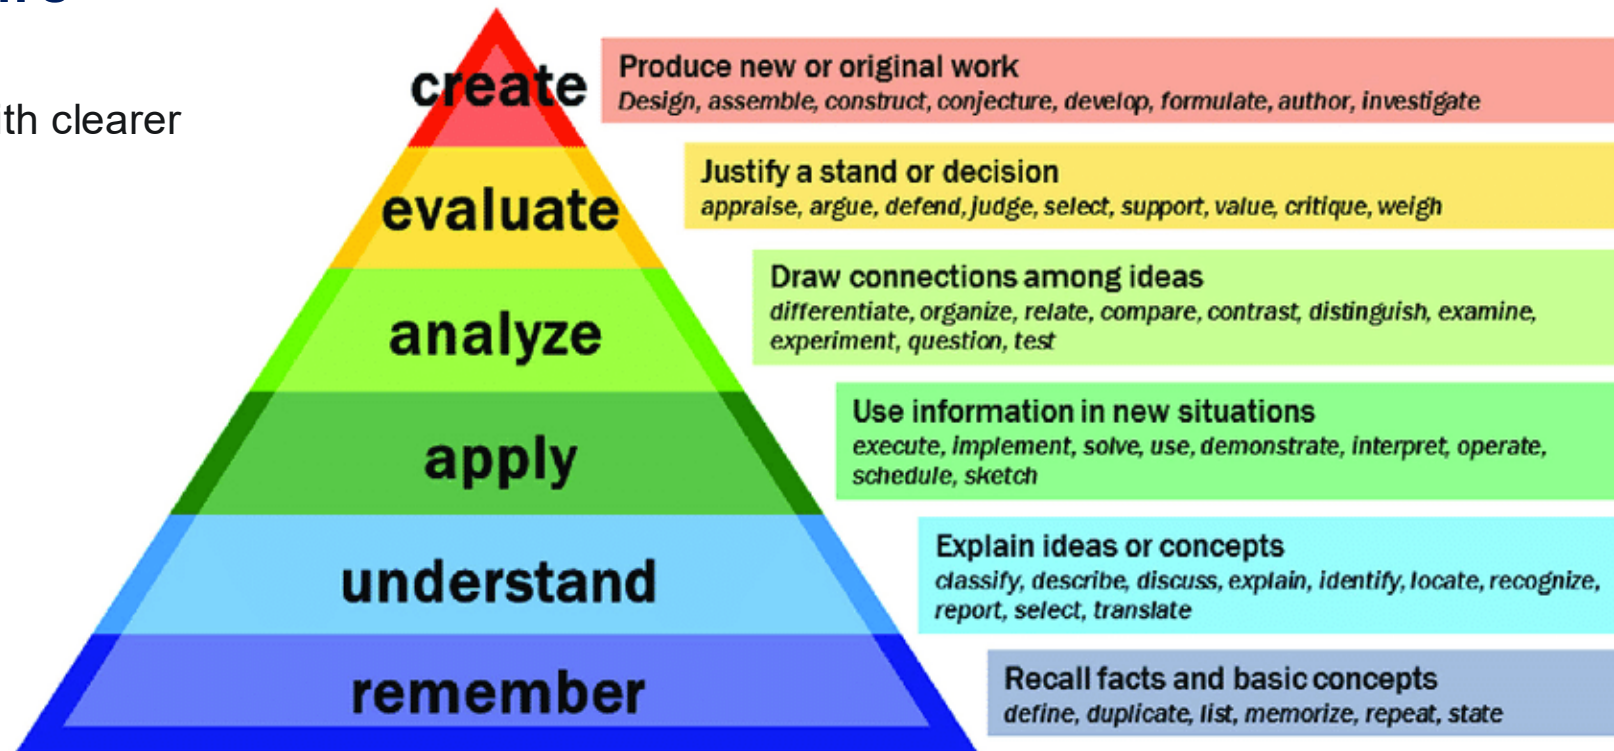 ith clearer
create
Produce new or original work
Design, assemble, construct, conjecture, develop, formulate, author, investigate
evaluate
Justify a stand or decision
appraise, argue, defend, judge, select, support, value, critique, weigh
analyze
Draw connections among ideas
differentiate, organize, relate, compare, contrast, distinguish, examine,
experiment, question, test
apply
Use information in new situations
execute, implement, solve, use, demonstrate, interpret, operate,
schedule, sketch
understand
Explain ideas or concepts
classify, describe, discuss, explain, identify, locate, recognize,
report, select, translate
remember
Recall facts and basic concepts
define, duplicate, list, memorize, repeat, state